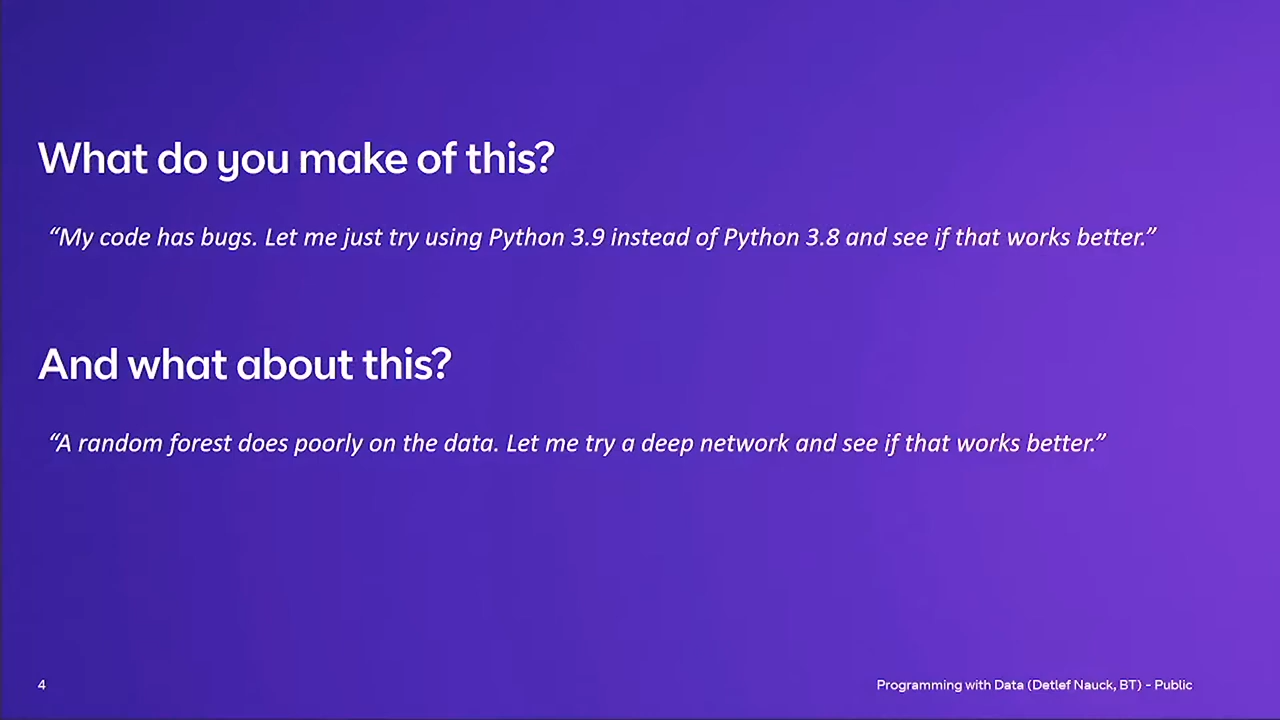 What do you make of this?
“My code has bugs. Let me just try using Python 3.9 instead of Python 3.8 and see if that works better.”
And what about this?
“A random forest does poorly on the data. Let me try a deep network and see if that works better.”
4
Programming with Data (Detlef Nauck, BT) – Public